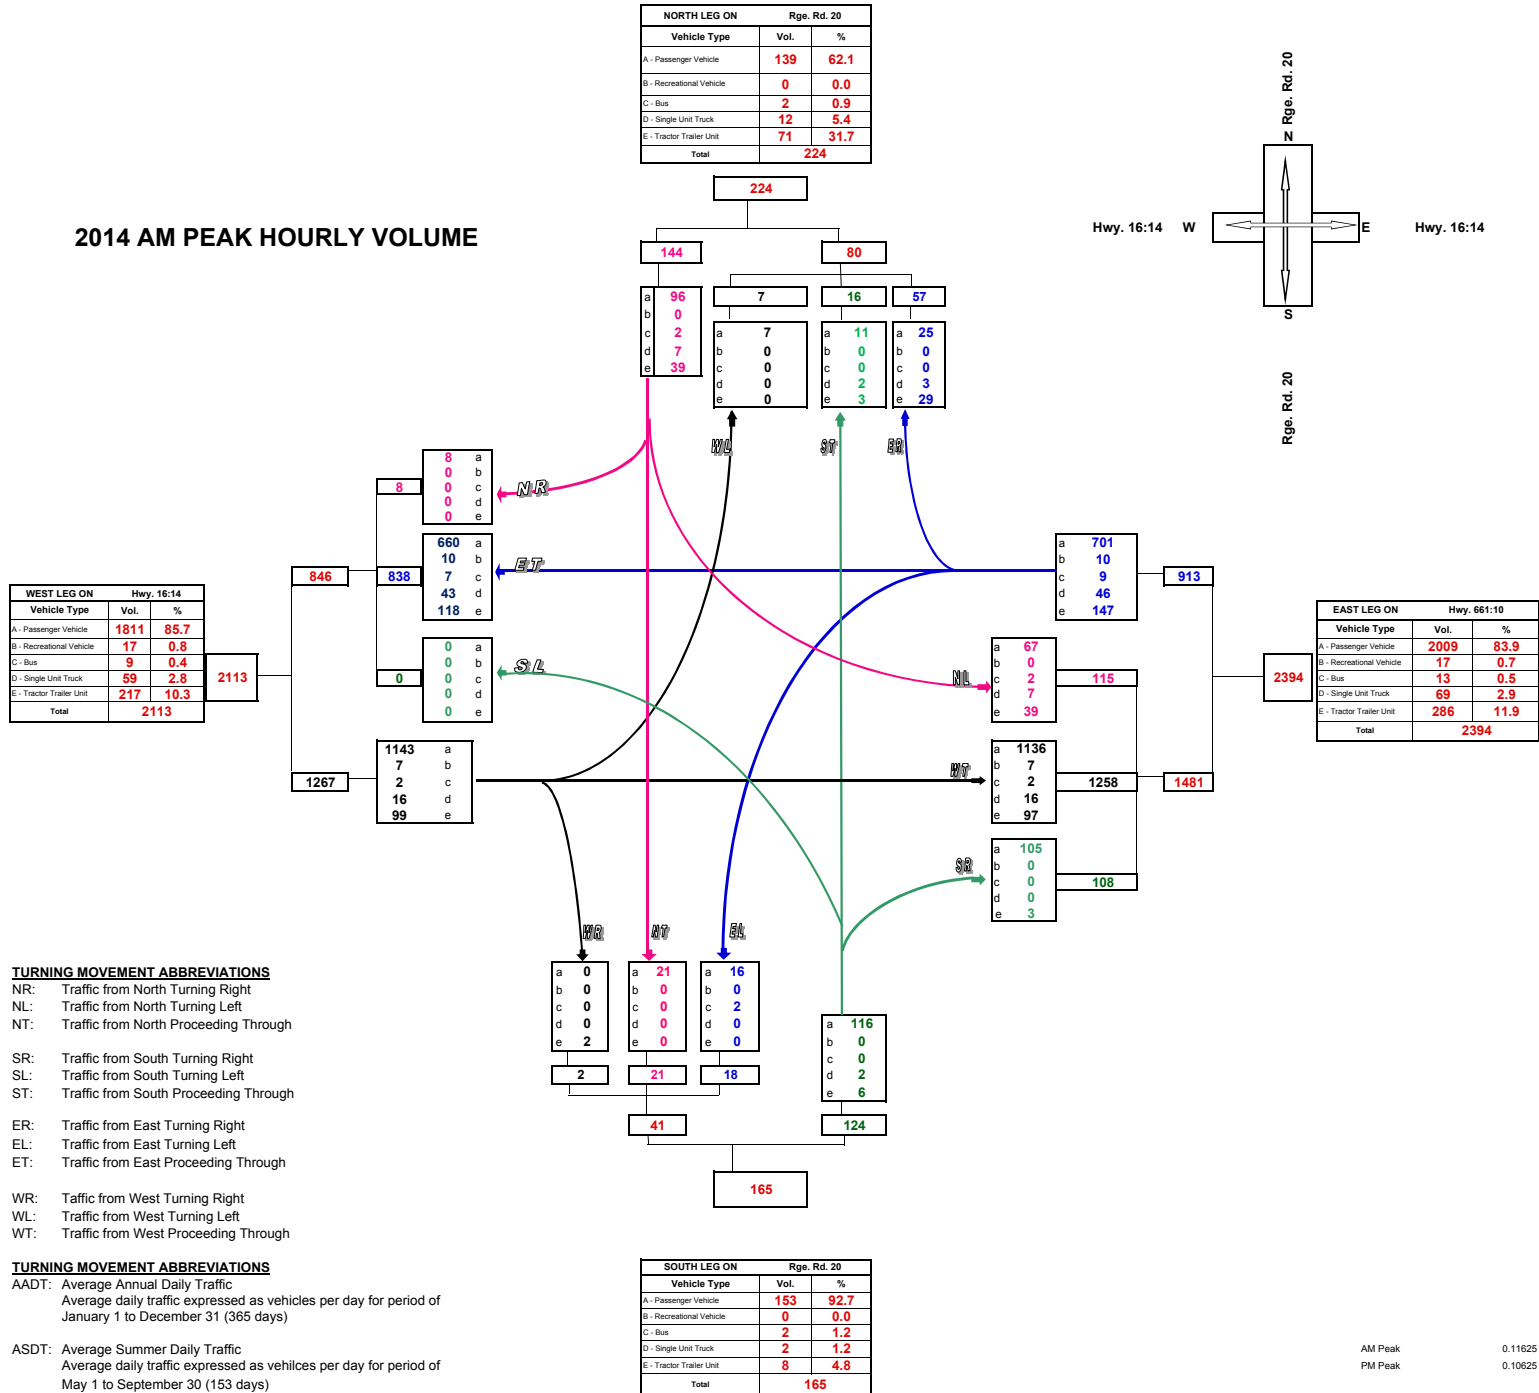 NORTH LEG ON Rge. Rd. 20
Vehicle Type Vol. %
A - Passenger Vehicle 139 62.1
B - Recreational Vehicle 0 0.0
C - Bus 2 0.9
D - Single Unit Truck 12 5.4
E - Tractor Trailer Unit 71 31.7
Total 224
224
2014 AM PEAK HOURLY VOLUME
Rge. Rd. 20
N
Hwy. 16:14 W E Hwy. 16:14
S
Rge. Rd. 20
144 80
7 16 57
a 96
b 0
c 2
d 7
e 39
a 7
b 0
c 0
d 0
e 0
a 11
b 0
c 0
d 2
e 3
a 25
b 0
c 0
d 3
e 29
WL ST ER
8
8 a
0 b
0 c
0 d
0 e
NR
846 838
660 a
10 b
7 c
43 d
118 e
ET
0
0 a
0 b
0 c
0 d
0 e
SL
1267
1143 a
7 b
2 c
16 d
99 e
WEST LEG ON Hwy. 16:14
Vehicle Type Vol. %
A - Passenger Vehicle 1811 85.7
B - Recreational Vehicle 17 0.8
C - Bus 9 0.4
D - Single Unit Truck 59 2.8
E - Tractor Trailer Unit 217 10.3
Total 2113
2113
a 701
b 10
c 9
d 46
e 147
913
NL
a 67
b 0
c 2
d 7
e 39
115
WT
a 1136
b 7
c 2
d 16
e 97
1258 1481
SR
a 105
b 0
c 0
d 0
e 3
108
2394
EAST LEG ON Hwy. 661:10
Vehicle Type Vol. %
A - Passenger Vehicle 2009 83.9
B - Recreational Vehicle 17 0.7
C - Bus 13 0.5
D - Single Unit Truck 69 2.9
E - Tractor Trailer Unit 286 11.9
Total 2394
WR NT EL
a 0
b 0
c 0
d 0
e 2
a 21
b 0
c 0
d 0
e 0
a 16
b 0
c 2
d 0
e 0
a 116
b 0
c 0
d 2
e 6
2 21 18
41 124
165
TURNING MOVEMENT ABBREVIATIONS
NR: Traffic from North Turning Right
NL: Traffic from North Turning Left
NT: Traffic from North Proceeding Through
SR: Traffic from South Turning Right
SL: Traffic from South Turning Left
ST: Traffic from South Proceeding Through
ER: Traffic from East Turning Right
EL: Traffic from East Turning Left
ET: Traffic from East Proceeding Through
WR: Taffic from West Turning Right
WL: Traffic from West Turning Left
WT: Traffic from West Proceeding Through
TURNING MOVEMENT ABBREVIATIONS
AADT: Average Annual Daily Traffic
Average daily traffic expressed as vehicles per day for period of
January 1 to December 31 (365 days)
ASDT: Average Summer Daily Traffic
Average daily traffic expressed as vehilces per day for period of
May 1 to September 30 (153 days)
SOUTH LEG ON Rge. Rd. 20
Vehicle Type Vol. %
A - Passenger Vehicle 153 92.7
B - Recreational Vehicle 0 0.0
C - Bus 2 1.2
D - Single Unit Truck 2 1.2
E - Tractor Trailer Unit 8 4.8
Total 165
AM Peak 0.11625
PM Peak 0.10625